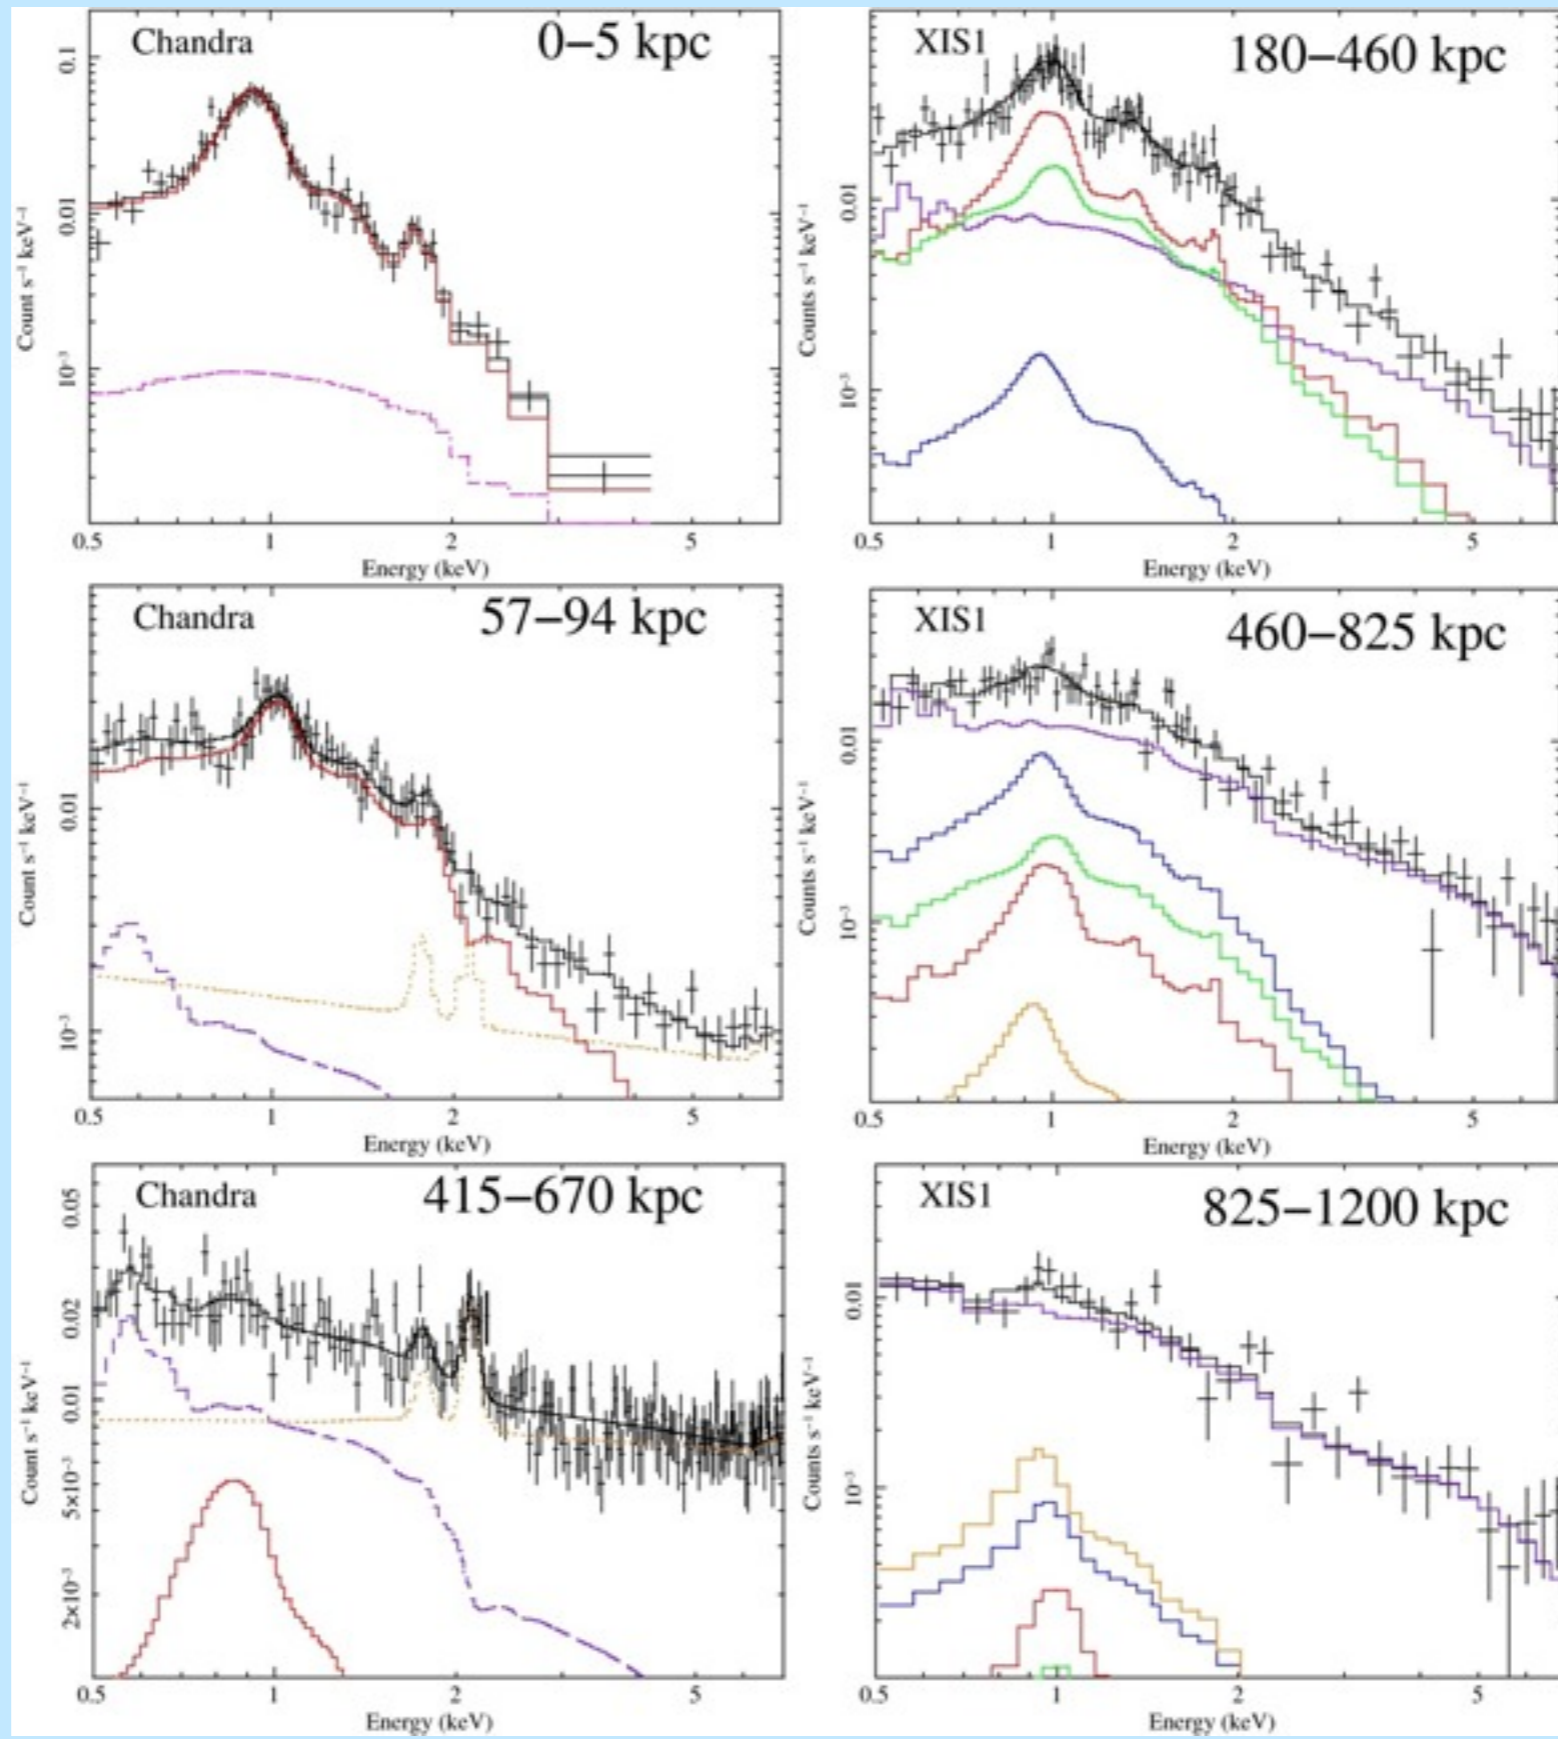 Chandra
0–5 kpc
0.1
0.01
10⁻³
Count s⁻¹ keV⁻¹
0.5 1 2 5
Energy (keV)
XIS1
180–460 kpc
0.01
10⁻³
Counts s⁻¹ keV⁻¹
0.5 1 2 5
Energy (keV)
Chandra
57–94 kpc
0.01
10⁻³
Count s⁻¹ keV⁻¹
0.5 1 2 5
Energy (keV)
XIS1
460–825 kpc
0.01
10⁻³
Counts s⁻¹ keV⁻¹
0.5 1 2 5
Energy (keV)
Chandra
415–670 kpc
0.05
0.02
0.01
5×10⁻³
2×10⁻³
Count s⁻¹ keV⁻¹
0.5 1 2 5
Energy (keV)
XIS1
825–1200 kpc
0.01
10⁻³
Counts s⁻¹ keV⁻¹
0.5 1 2 5
Energy (keV)